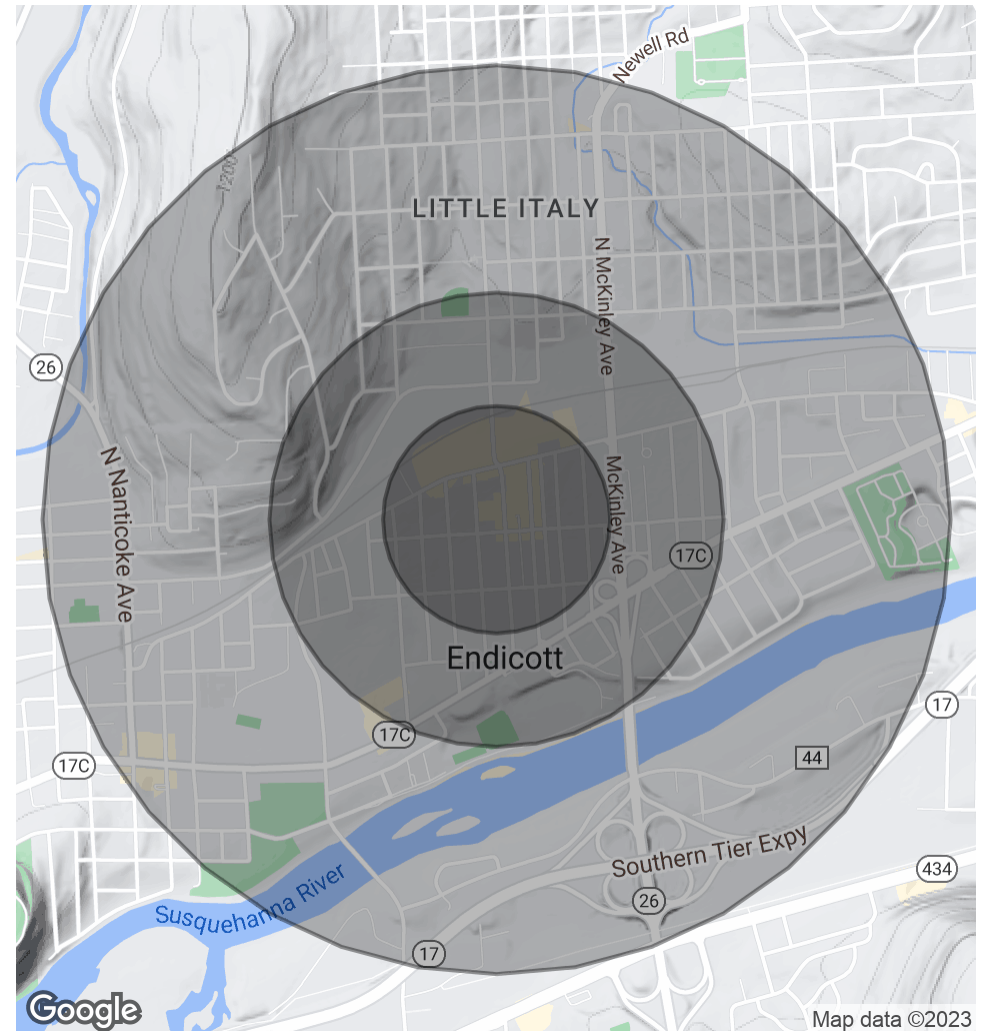 Newell Rd
1200
LITTLE ITALY
N McKinley Ave
26
N Nanticoke Ave
McKinley Ave
17C
Endicott
17
17C
17C
44
Southern Tier Expy
434
Susquehanna River
26
17
Google
Map data ©2023